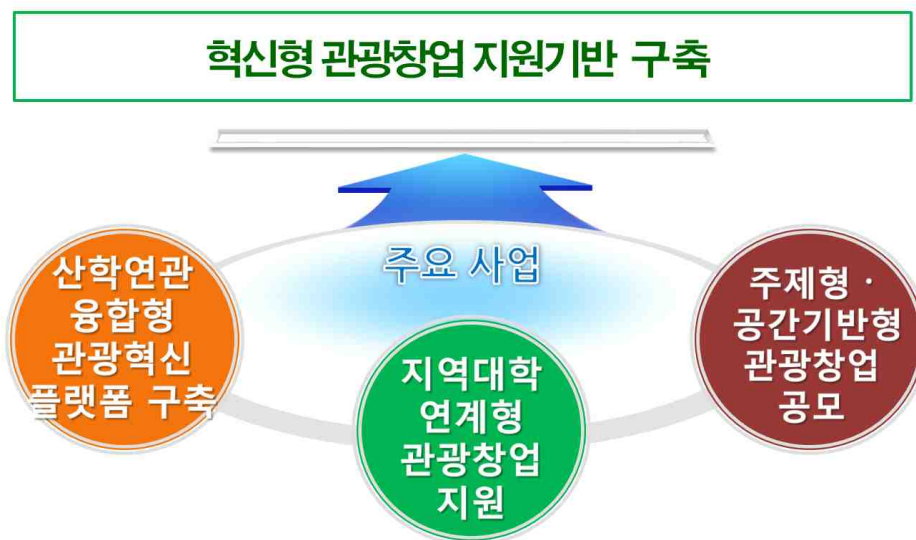 혁신형 관광창업 지원기반 구축
주요 사업
산학연관
융합형
관광혁신
플랫폼 구축
지역대학
연계형
관광창업
지원
주제형 ·
공간기반형
관광창업
공모